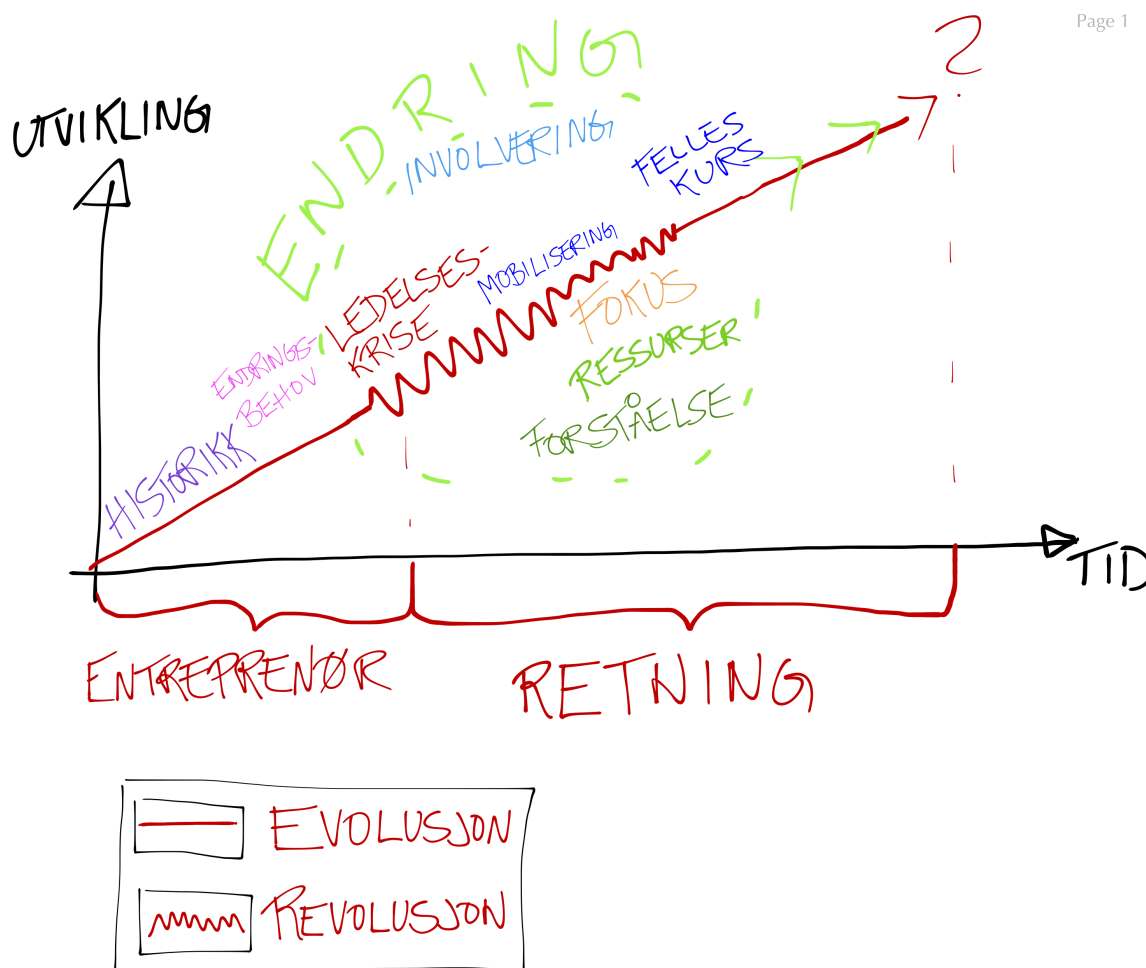 Page 1
?
ENDRING
UTVIKLING
INVOLVERING
FELLES
KURS
MOBILISERING
LEDELSES-
KRISE
FOKUS
ENDRINGS-
BEHOV
RESSURSER
FORSTÅELSE
HISTORIKK
TID
ENTREPRENØR
RETNING
EVOLUSJON
REVOLUSJON